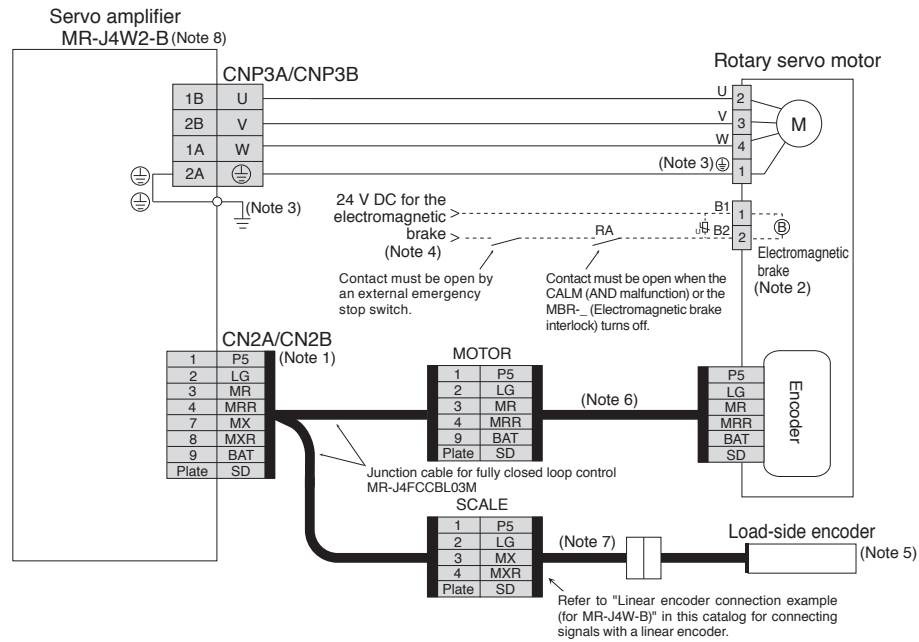 Servo amplifier
MR-J4W2-B (Note 8)
CNP3A/CNP3B
1B U
2B V
1A W
2A
(Note 3)
Rotary servo motor
U 2
V 3
W 4
(Note 3) 1
M
24 V DC for the
electromagnetic
brake
(Note 4)
RA
B1 1
U B2 2
B
Electromagnetic
brake
(Note 2)
Contact must be open by
an external emergency
stop switch.
Contact must be open when the
CALM (AND malfunction) or the
MBR-_ (Electromagnetic brake
interlock) turns off.
CN2A/CN2B
(Note 1)
1 P5
2 LG
3 MR
4 MRR
7 MX
8 MXR
9 BAT
Plate SD
MOTOR
1 P5
2 LG
3 MR
4 MRR
9 BAT
Plate SD
(Note 6)
P5
LG
MR
MRR
BAT
SD
Encoder
Junction cable for fully closed loop control
MR-J4FCCBL03M
SCALE
1 P5
2 LG
3 MX
4 MXR
Plate SD
(Note 7)
Load-side encoder
(Note 5)
Refer to "Linear encoder connection example
(for MR-J4W-B)" in this catalog for connecting
signals with a linear encoder.